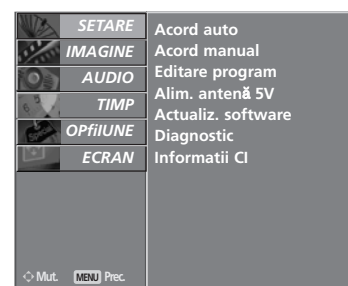 SETARE
IMAGINE
AUDIO
TIMP
OPfiIUNE
ECRAN
Acord auto
Acord manual
Editare program
Alim. antenă 5V
Actualiz. software
Diagnostic
Informatii CI
Mut. MENU Prec.